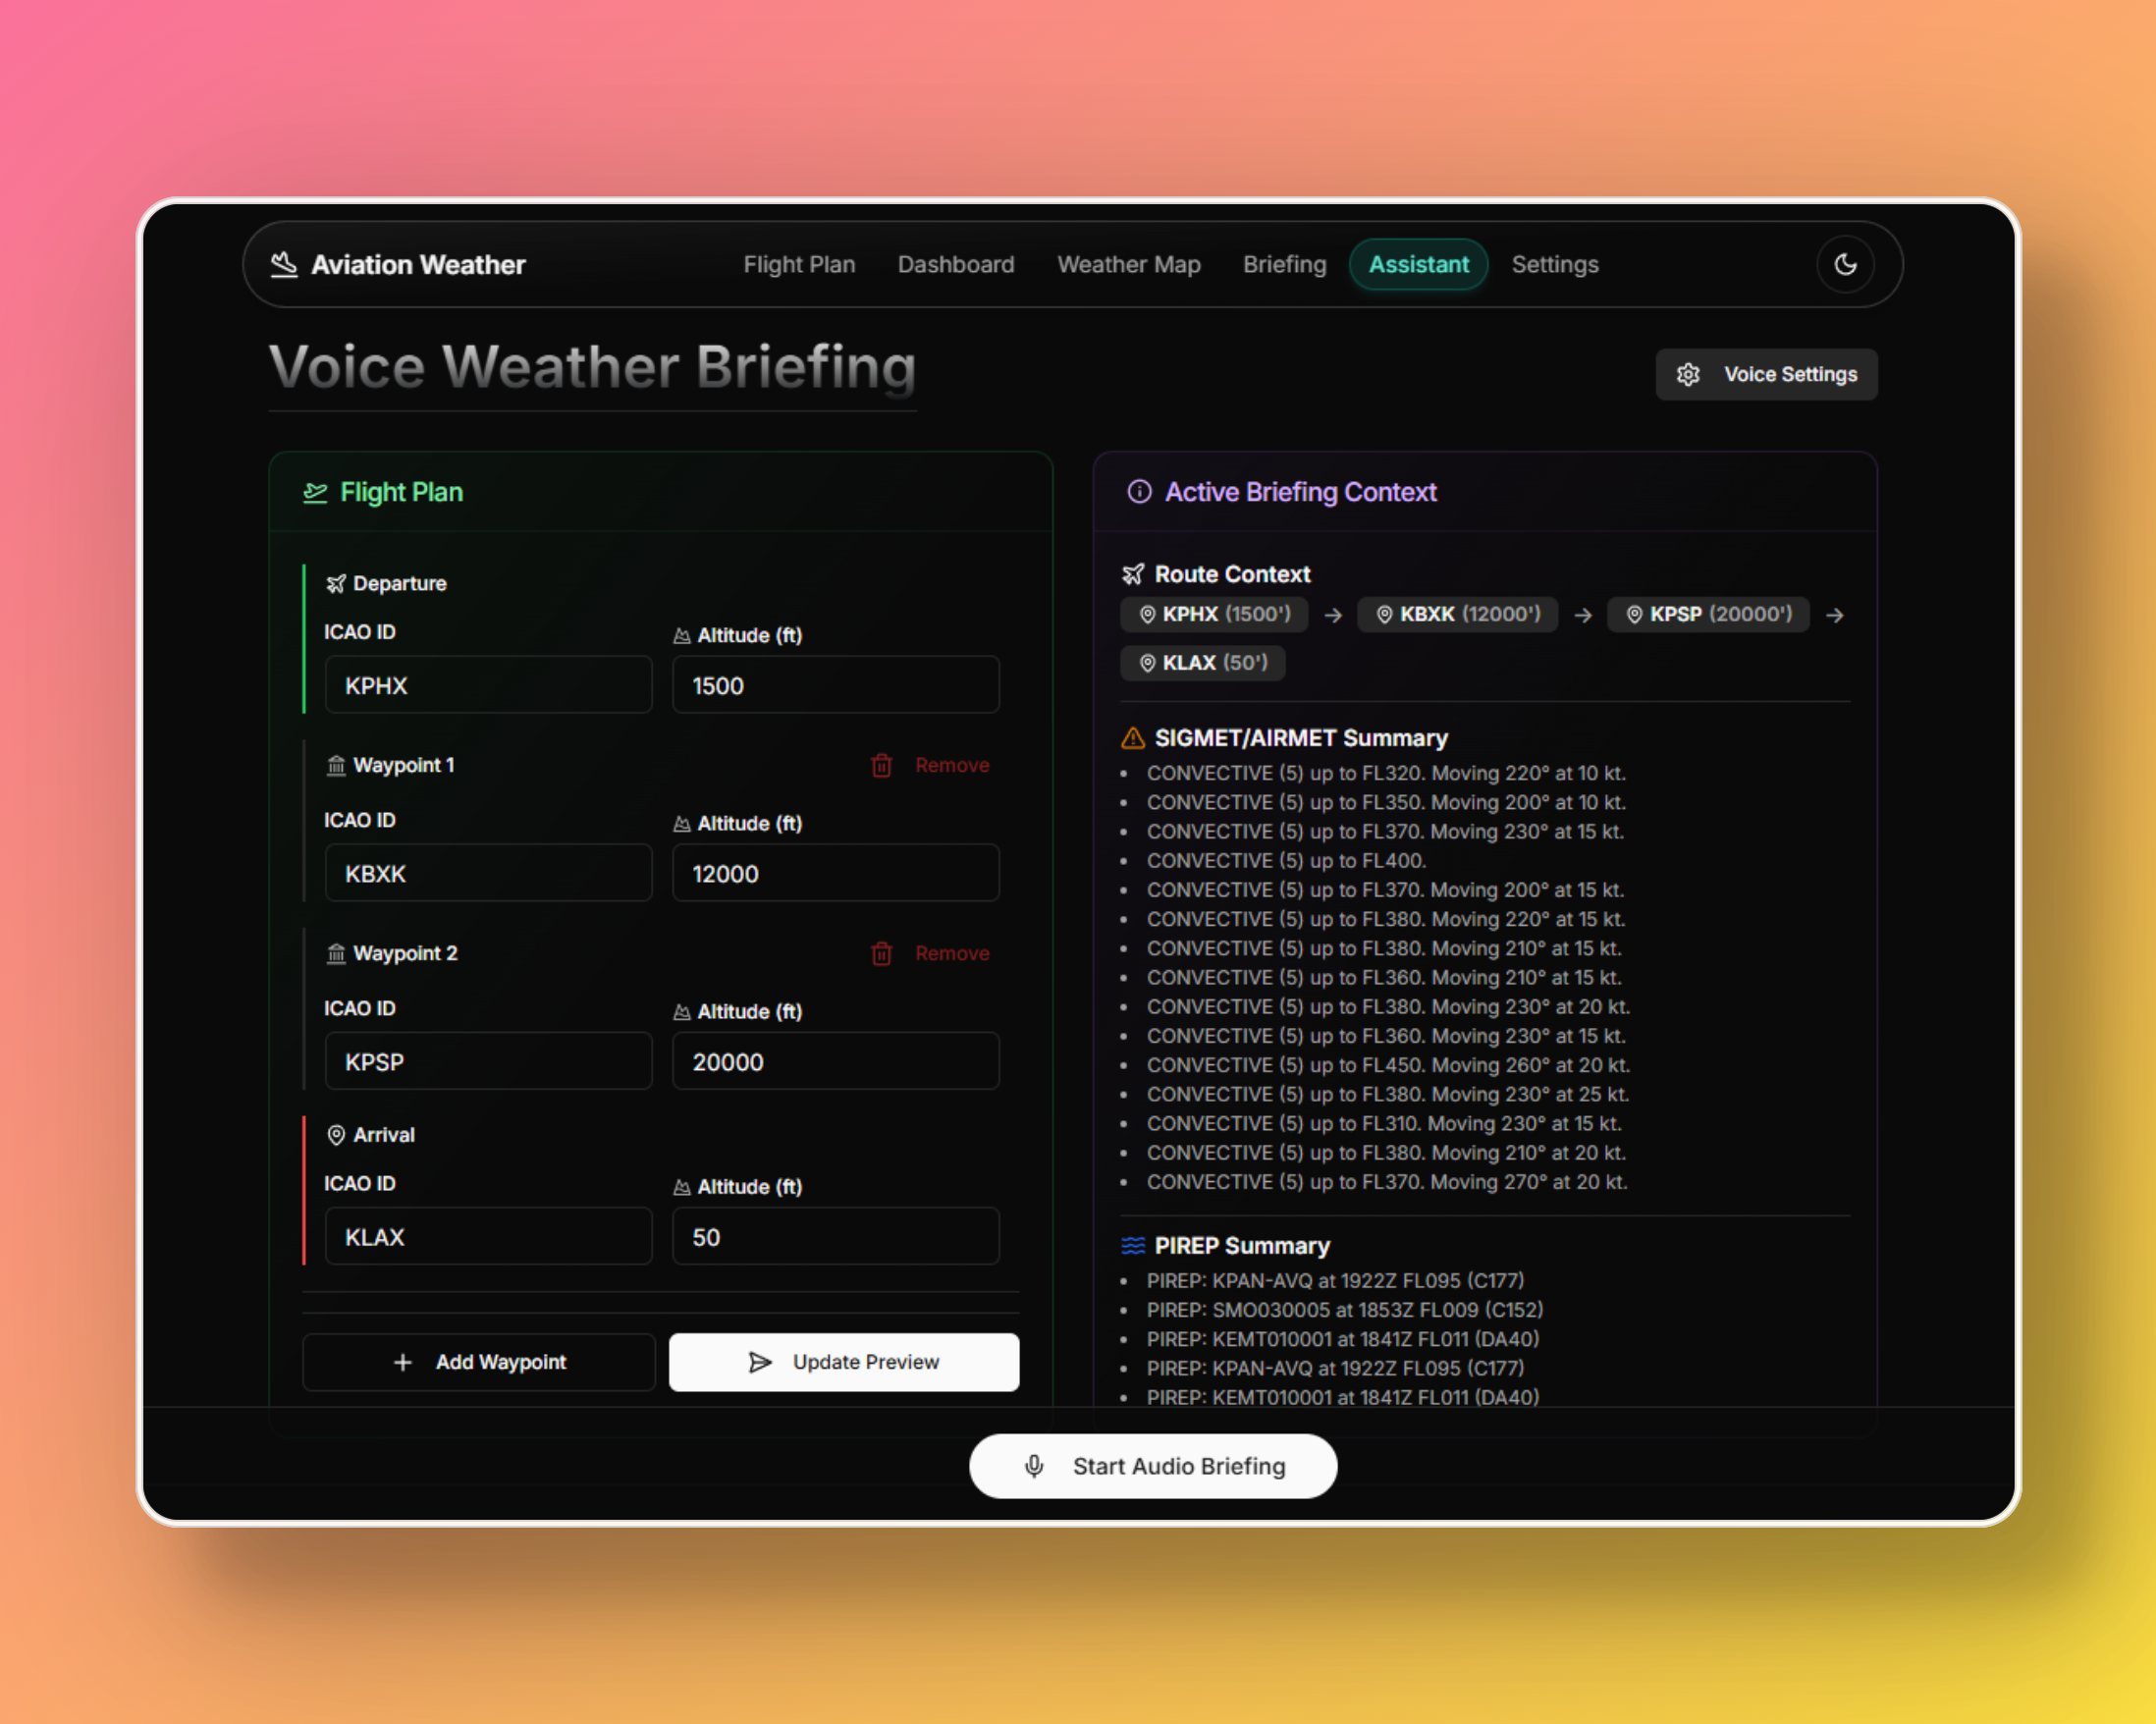 Aviation Weather
Flight Plan
Dashboard
Weather Map
Briefing
Assistant
Settings
Voice Weather Briefing
Voice Settings
Flight Plan
Departure
ICAO ID
Altitude (ft)
KPHX
1500
Waypoint 1
Remove
ICAO ID
Altitude (ft)
KBXK
12000
Waypoint 2
Remove
ICAO ID
Altitude (ft)
KPSP
20000
Arrival
ICAO ID
Altitude (ft)
KLAX
50
Add Waypoint
Update Preview
Active Briefing Context
Route Context
KPHX (1500') → KBXK (12000') → KPSP (20000') →
KLAX (50')
SIGMET/AIRMET Summary
• CONVECTIVE (5) up to FL320. Moving 220° at 10 kt.
• CONVECTIVE (5) up to FL350. Moving 200° at 10 kt.
• CONVECTIVE (5) up to FL370. Moving 230° at 15 kt.
• CONVECTIVE (5) up to FL400.
• CONVECTIVE (5) up to FL370. Moving 200° at 15 kt.
• CONVECTIVE (5) up to FL380. Moving 220° at 15 kt.
• CONVECTIVE (5) up to FL380. Moving 210° at 15 kt.
• CONVECTIVE (5) up to FL360. Moving 210° at 15 kt.
• CONVECTIVE (5) up to FL380. Moving 230° at 20 kt.
• CONVECTIVE (5) up to FL360. Moving 230° at 15 kt.
• CONVECTIVE (5) up to FL450. Moving 260° at 20 kt.
• CONVECTIVE (5) up to FL380. Moving 230° at 25 kt.
• CONVECTIVE (5) up to FL310. Moving 230° at 15 kt.
• CONVECTIVE (5) up to FL380. Moving 210° at 20 kt.
• CONVECTIVE (5) up to FL370. Moving 270° at 20 kt.
PIREP Summary
• PIREP: KPAN-AVQ at 1922Z FL095 (C177)
• PIREP: SMO030005 at 1853Z FL009 (C152)
• PIREP: KEMT010001 at 1841Z FL011 (DA40)
• PIREP: KPAN-AVQ at 1922Z FL095 (C177)
• PIREP: KEMT010001 at 1841Z FL011 (DA40)
Start Audio Briefing